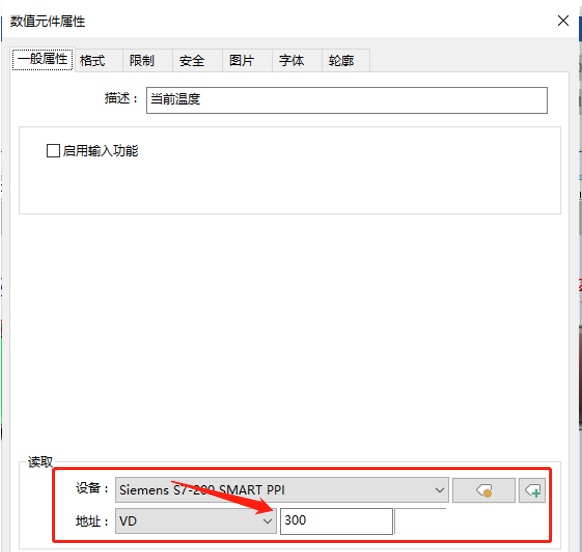 数值元件属性
一般属性 格式 限制 安全 图片 字体 轮廓
描述： 当前温度
启用输入功能
读取
设备： Siemens S7-200 SMART PPI
地址： VD 300